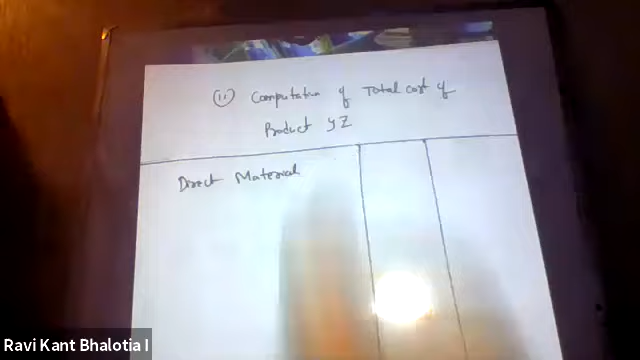 (ii) Computation of Total cost of
Product YZ
Direct Material
Ravi Kant Bhalotia I